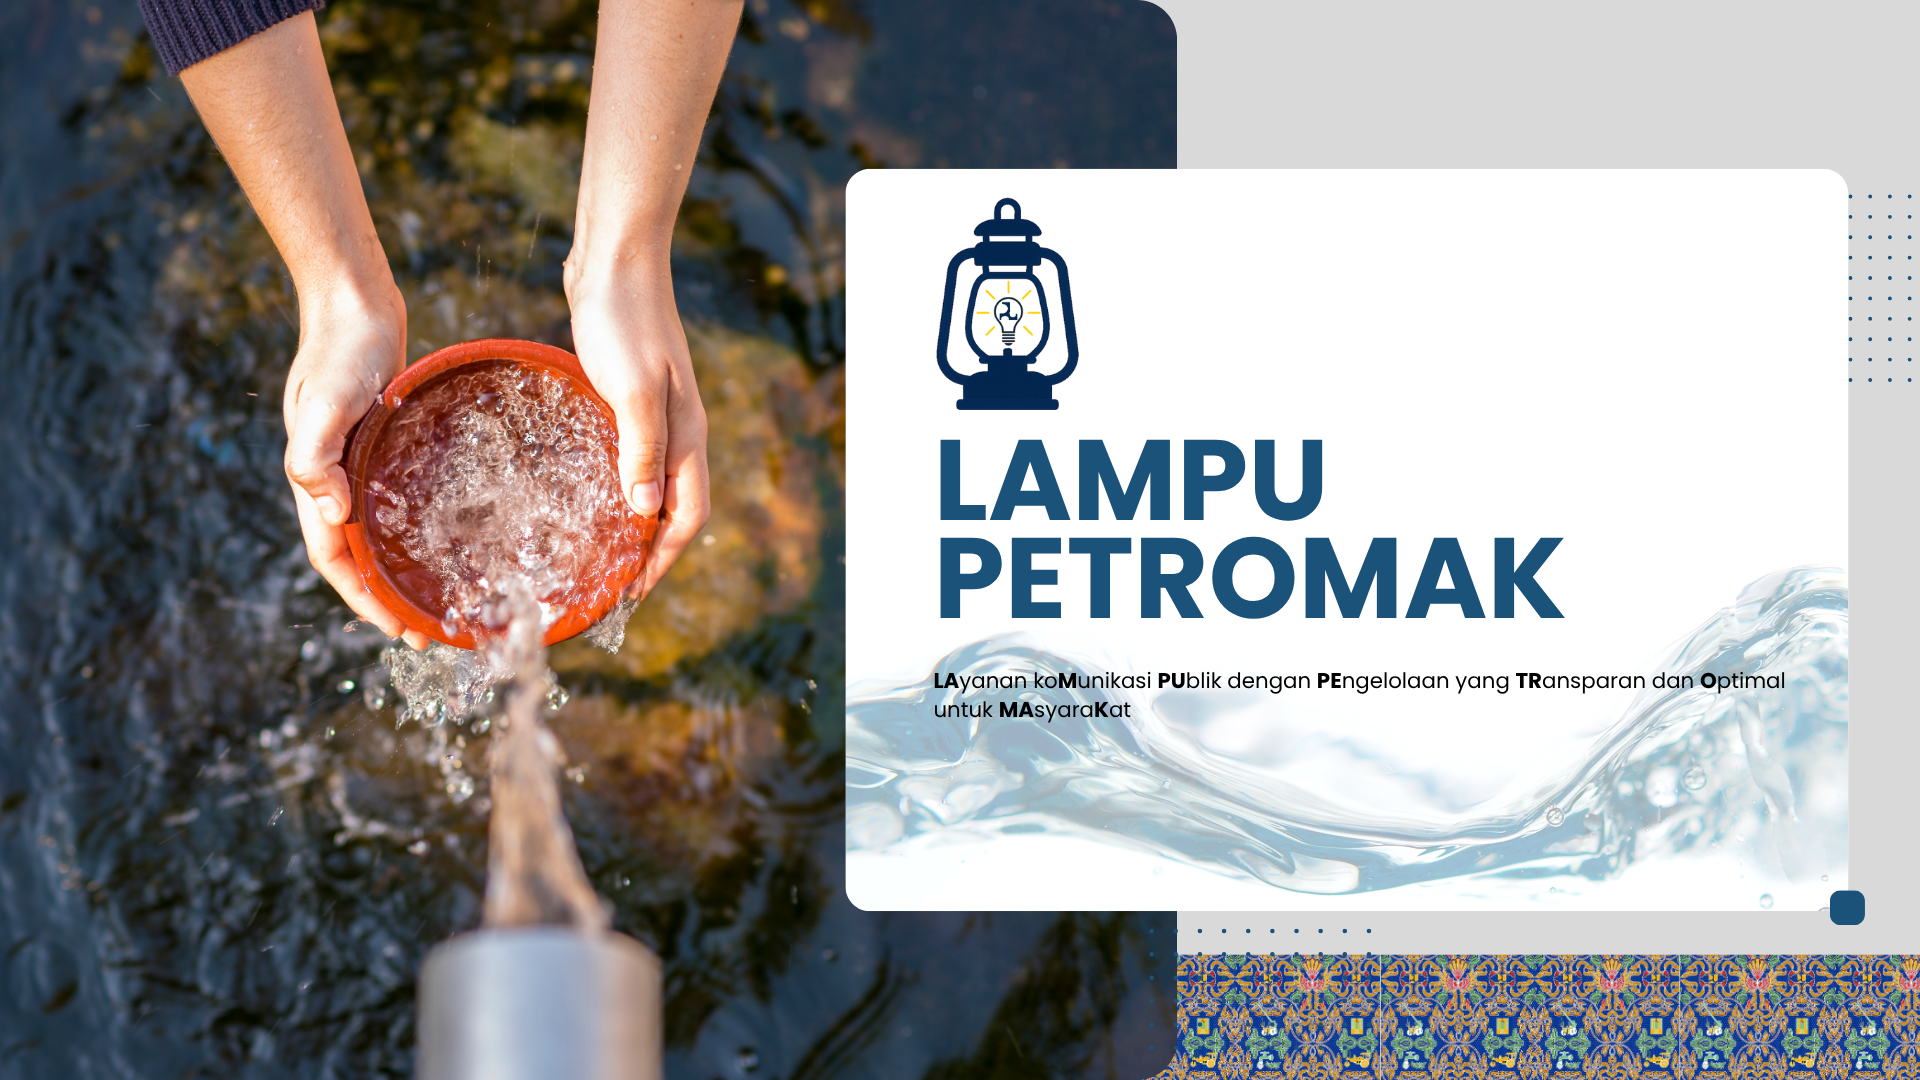 LAMPU
PETROMAK
LAyanan koMunikasi PUblik dengan PEngelolaan yang TRansparan dan Optimal
untuk MAsyaraKat